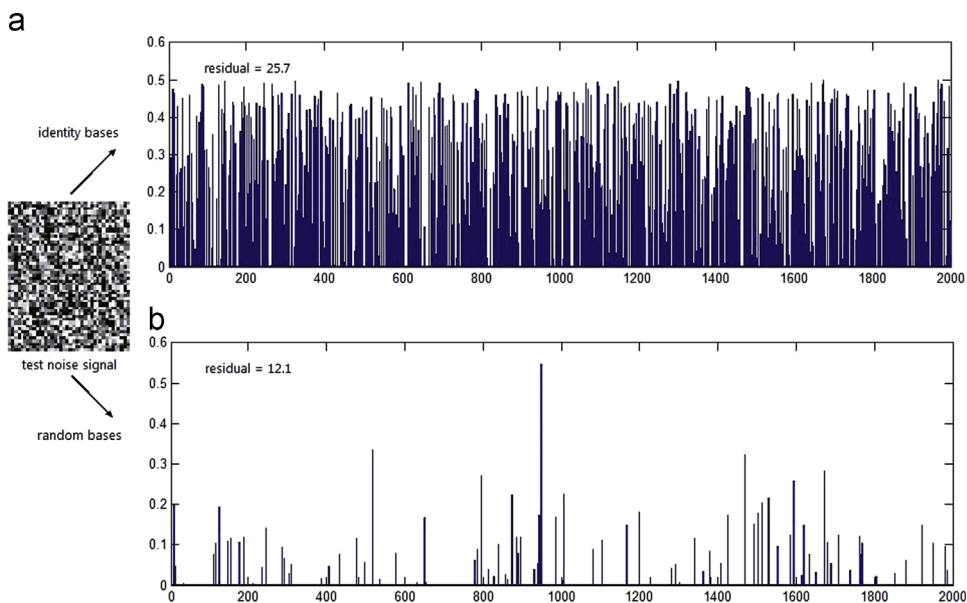 a
0.6
0.5
0.4
0.3
0.2
0.1
0
residual = 25.7
0 200 400 600 800 1000 1200 1400 1600 1800 2000
identity bases
test noise signal
random bases
b
0.6
0.5
0.4
0.3
0.2
0.1
0
residual = 12.1
0 200 400 600 800 1000 1200 1400 1600 1800 2000